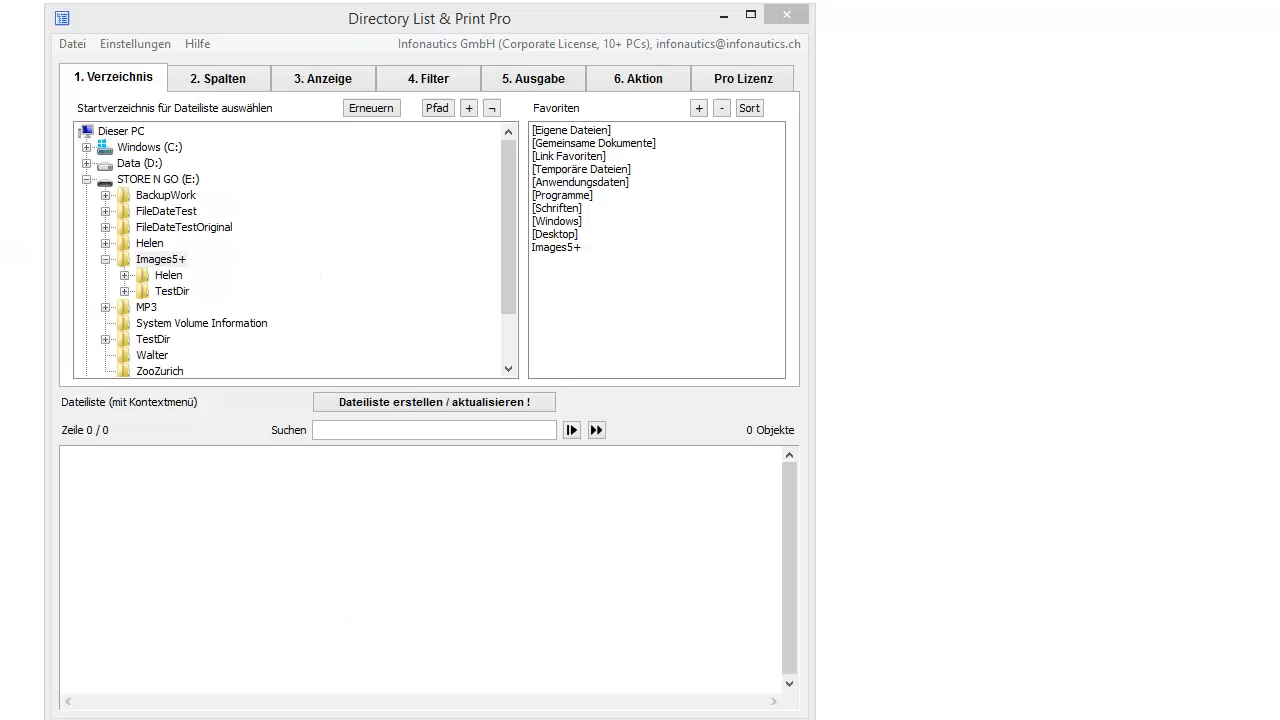 Directory List & Print Pro
Datei Einstellungen Hilfe Infonautics GmbH (Corporate License, 10+ PCs), infonautics@infonautics.ch
1. Verzeichnis 2. Spalten 3. Anzeige 4. Filter 5. Ausgabe 6. Aktion Pro Lizenz
Startverzeichnis für Dateiliste auswählen Erneuern Pfad + ¬ Favoriten + - Sort
Dieser PC
Windows (C:)
Data (D:)
STORE N GO (E:)
BackupWork
FileDateTest
FileDateTestOriginal
Helen
Images5+
Helen
TestDir
MP3
System Volume Information
TestDir
Walter
ZooZurich
[Eigene Dateien]
[Gemeinsame Dokumente]
[Link Favoriten]
[Temporäre Dateien]
[Anwendungsdaten]
[Programme]
[Schriften]
[Windows]
[Desktop]
Images5+
Dateiliste (mit Kontextmenü) Dateiliste erstellen / aktualisieren !
Zeile 0 / 0 Suchen 0 Objekte